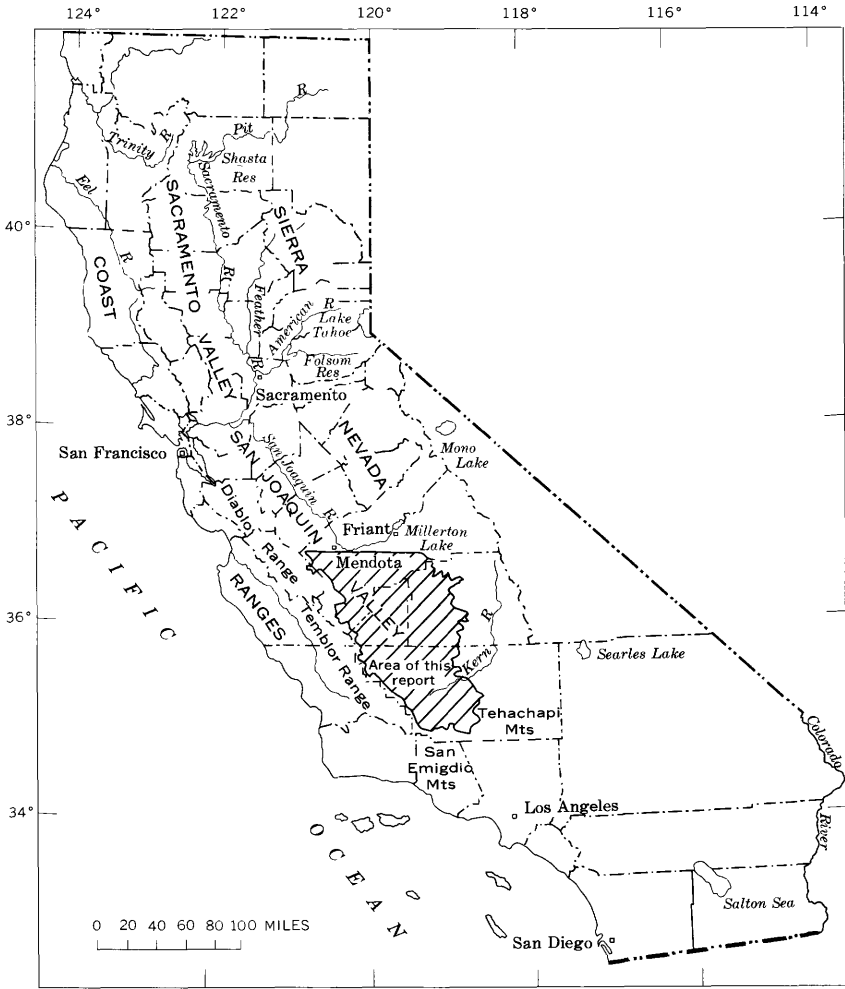 124° 122° 120° 118° 116° 114°
R
Pit
Trinity R
Shasta
Res
Sacramento
R
Eel
R
SACRAMENTO
VALLEY
SIERRA
NEVADA
40°
COAST
RANGES
Feather
R
American R
Lake
Tahoe
Folsom
Res
Sacramento
38°
Mono
Lake
San Francisco
SAN JOAQUIN
VALLEY
San Joaquin
R
Diablo
Range
Friant
Millerton
Lake
Mendota
PACIFIC
OCEAN
36°
Temblor Range
Kern R
Searles Lake
Area of this
report
Tehachapi
Mts
San
Emigdio
Mts
Colorado
River
34°
Los Angeles
Salton Sea
San Diego
0 20 40 60 80 100 MILES